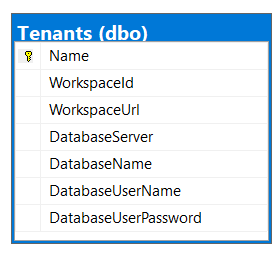 Tenants (dbo)
Name
WorkspaceId
WorkspaceUrl
DatabaseServer
DatabaseName
DatabaseUserName
DatabaseUserPassword